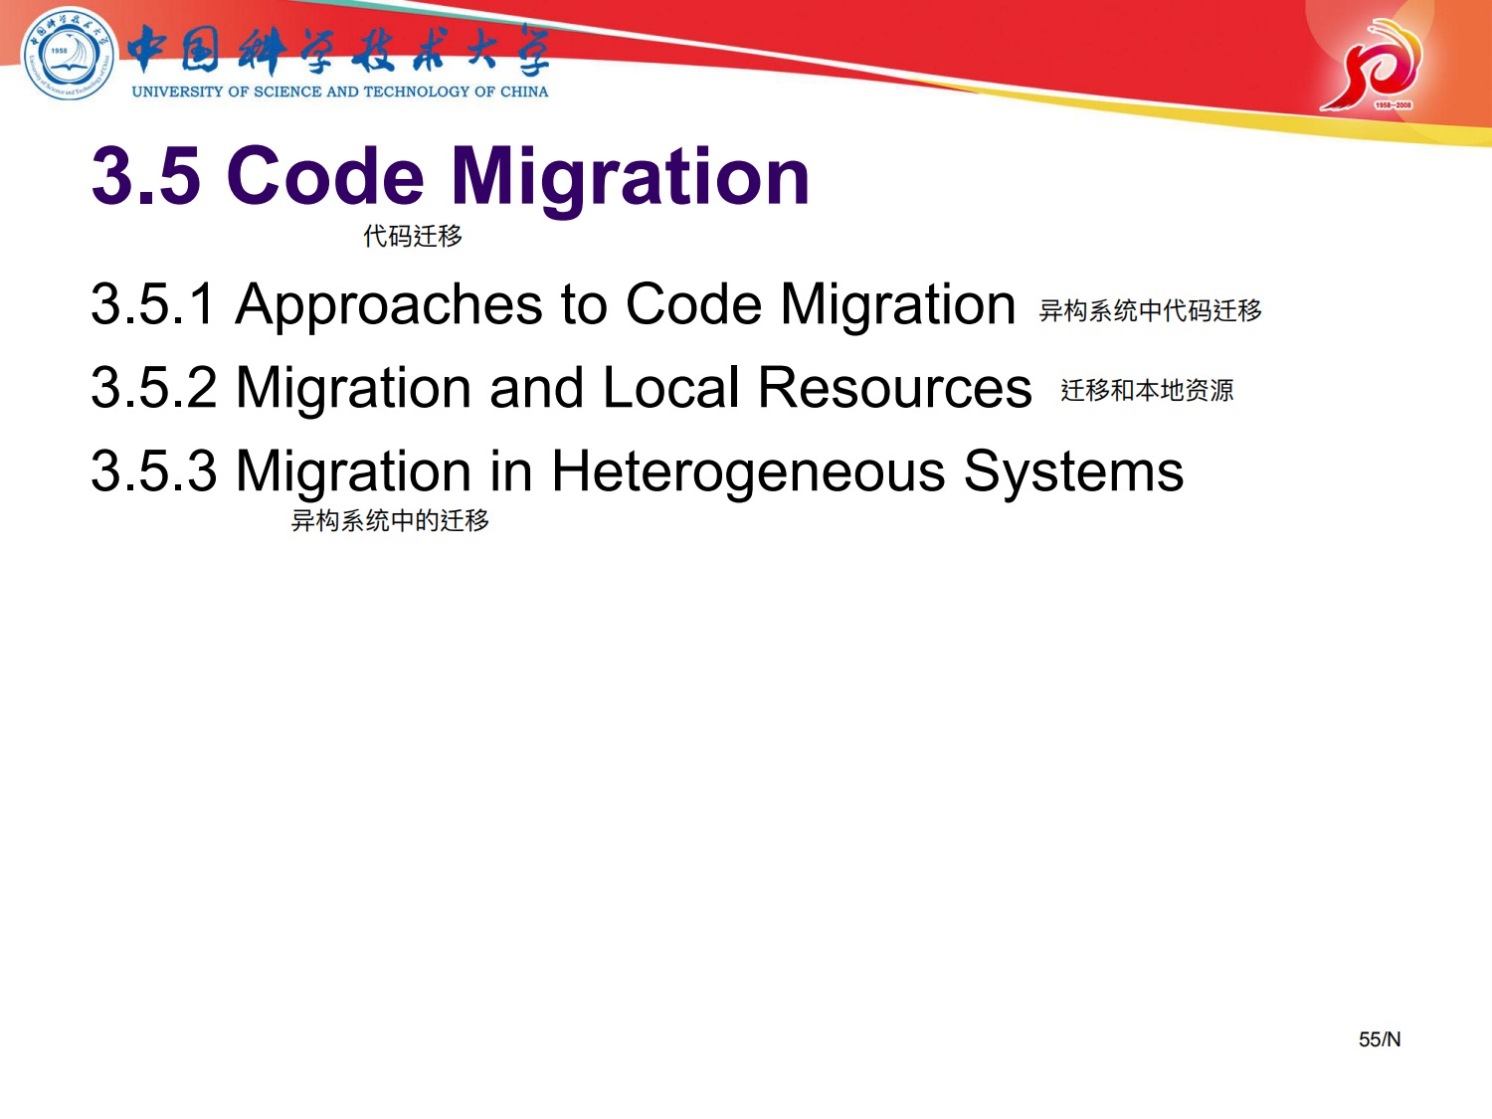 中国科学技术大学
UNIVERSITY OF SCIENCE AND TECHNOLOGY OF CHINA
1958
1958—2008
3.5 Code Migration
代码迁移
3.5.1 Approaches to Code Migration 异构系统中代码迁移
3.5.2 Migration and Local Resources 迁移和本地资源
3.5.3 Migration in Heterogeneous Systems
异构系统中的迁移
55/N